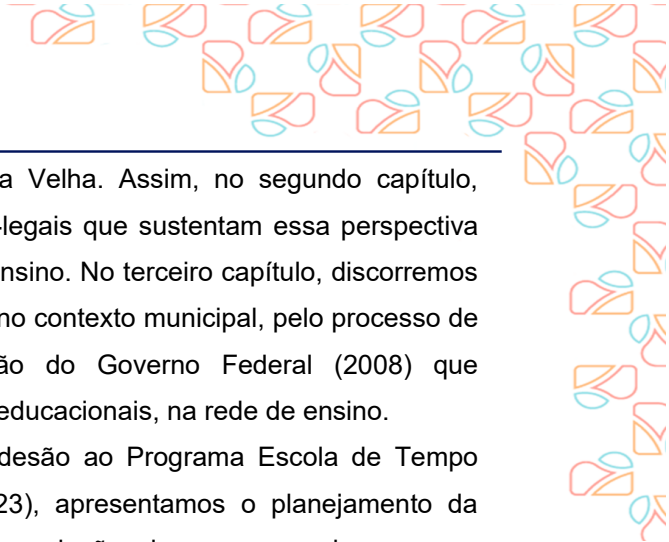 a Velha. Assim, no segundo capítulo,
-legais que sustentam essa perspectiva
nsino. No terceiro capítulo, discorremos
no contexto municipal, pelo processo de
ão do Governo Federal (2008) que
educacionais, na rede de ensino.
desão ao Programa Escola de Tempo
23), apresentamos o planejamento da